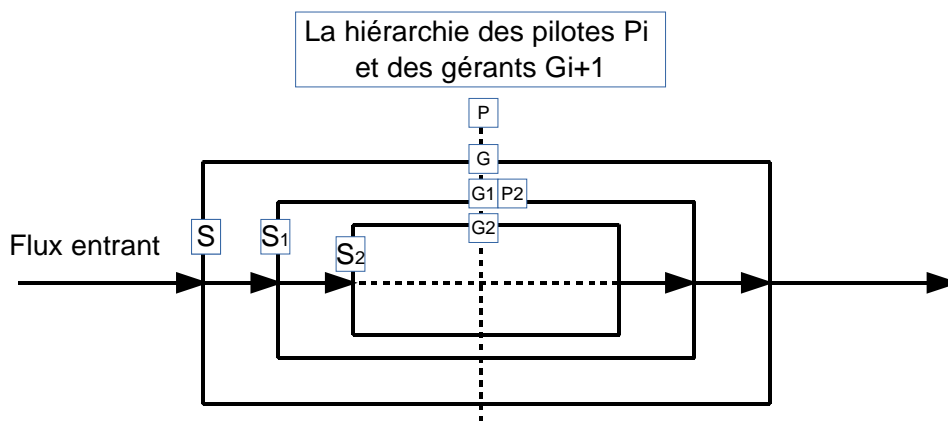 La hiérarchie des pilotes Pi
et des gérants Gi+1
P
G
G1 P2
G2
S
S1
S2
Flux entrant